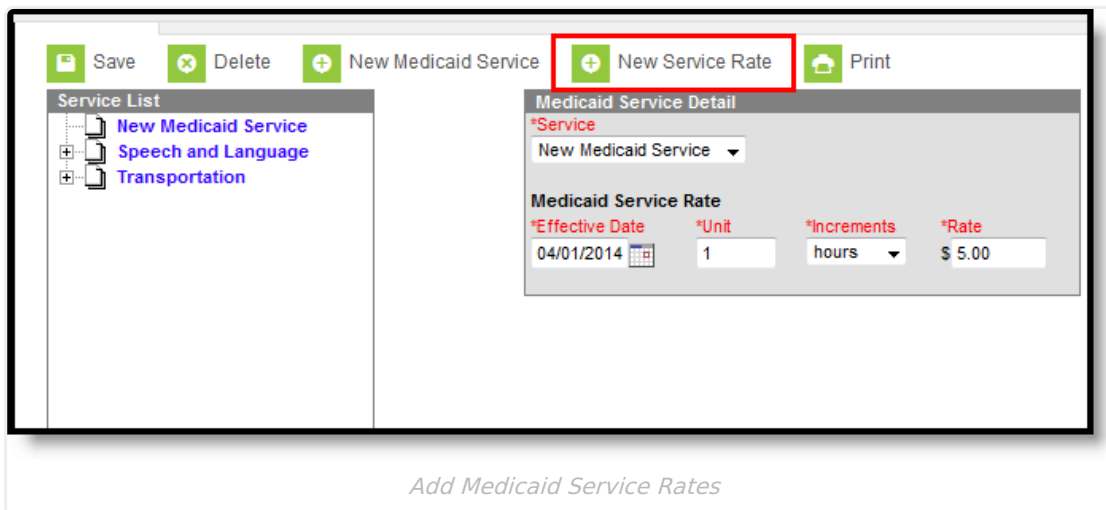 Save Delete New Medicaid Service New Service Rate Print
Service List
New Medicaid Service
Speech and Language
Transportation
Medicaid Service Detail
*Service
New Medicaid Service
Medicaid Service Rate
*Effective Date *Unit *Increments *Rate
04/01/2014 1 hours $ 5.00
Add Medicaid Service Rates